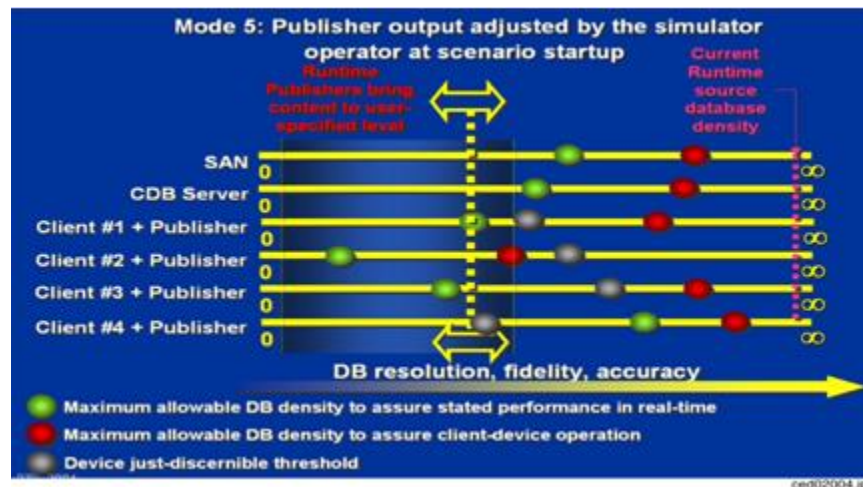 Mode 5: Publisher output adjusted by the simulator
operator at scenario startup
Runtime
Publishers bring
content to user-
specified level
Current
Runtime
source
database
density
SAN
0
∞
CDB Server
0
∞
Client #1 + Publisher
0
∞
Client #2 + Publisher
0
∞
Client #3 + Publisher
0
∞
Client #4 + Publisher
0
∞
DB resolution, fidelity, accuracy
Maximum allowable DB density to assure stated performance in real-time
Maximum allowable DB density to assure client-device operation
Device just-discernible threshold